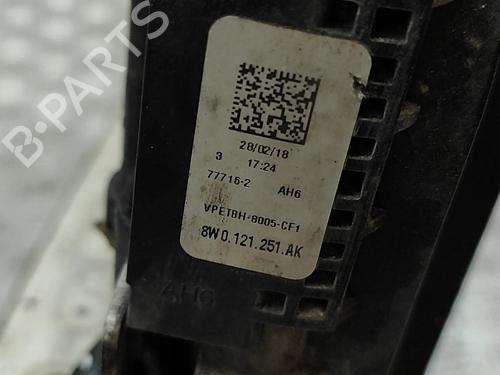 28/02/18
3 17:24
77716-2 AH6
VPETBH-8005-CF1
8W0.121.251.AK
AH6
B-PARTS